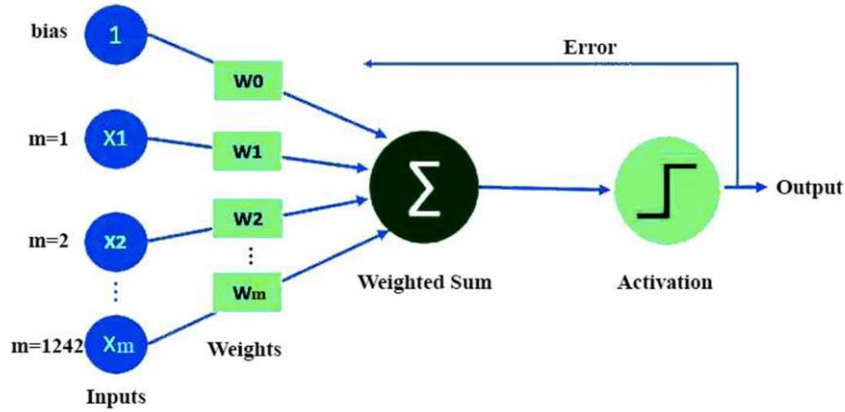 bias
1
W0
Error
m=1
X1
W1
Σ
Output
m=2
X2
W2
Weighted Sum
Activation
Wm
m=1242
Xm
Weights
Inputs